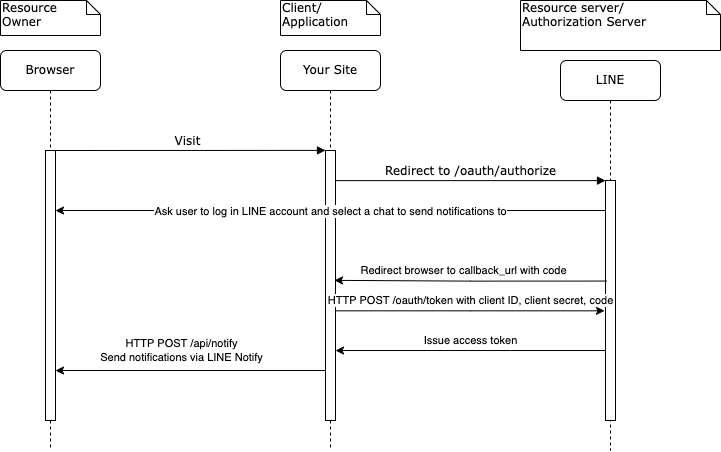 Resource
Owner
Client/
Application
Resource server/
Authorization Server
Browser
Your Site
LINE
Visit
Redirect to /oauth/authorize
Ask user to log in LINE account and select a chat to send notifications to
Redirect browser to callback_url with code
HTTP POST /oauth/token with client ID, client secret, code
Issue access token
HTTP POST /api/notify
Send notifications via LINE Notify